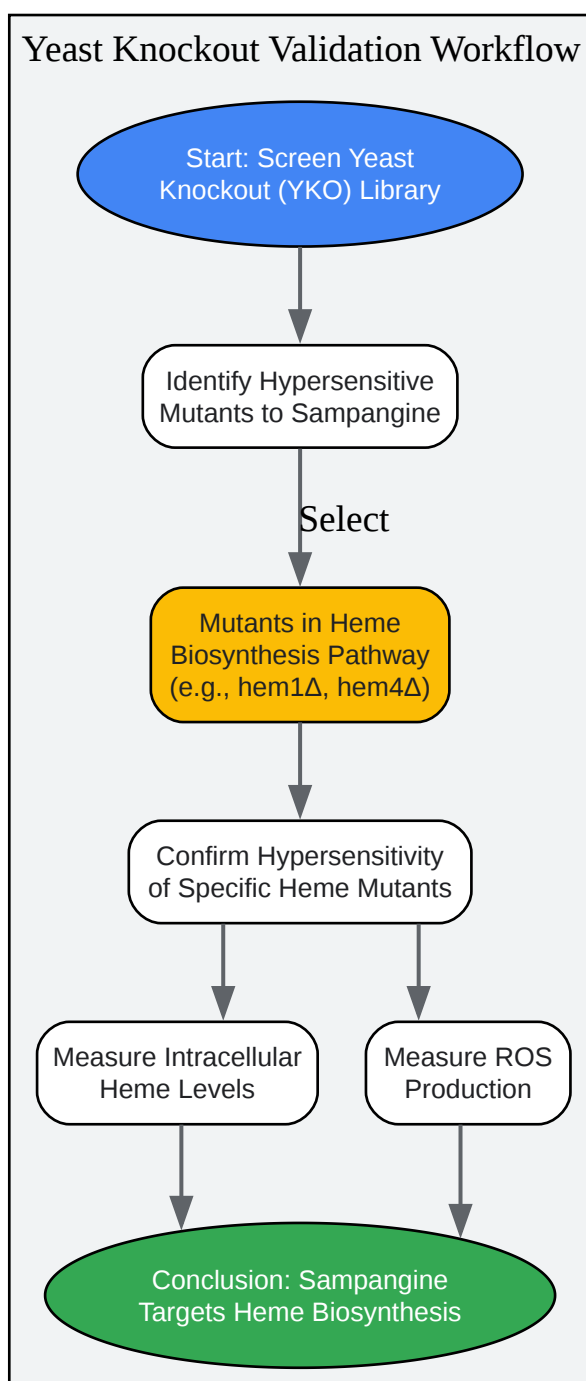 Yeast Knockout Validation Workflow
Start: Screen Yeast
Knockout (YKO) Library
Identify Hypersensitive
Mutants to Sampangine
Select
Mutants in Heme
Biosynthesis Pathway
(e.g., hem1Δ, hem4Δ)
Confirm Hypersensitivity
of Specific Heme Mutants
Measure Intracellular
Heme Levels
Measure ROS
Production
Conclusion: Sampangine
Targets Heme Biosynthesis